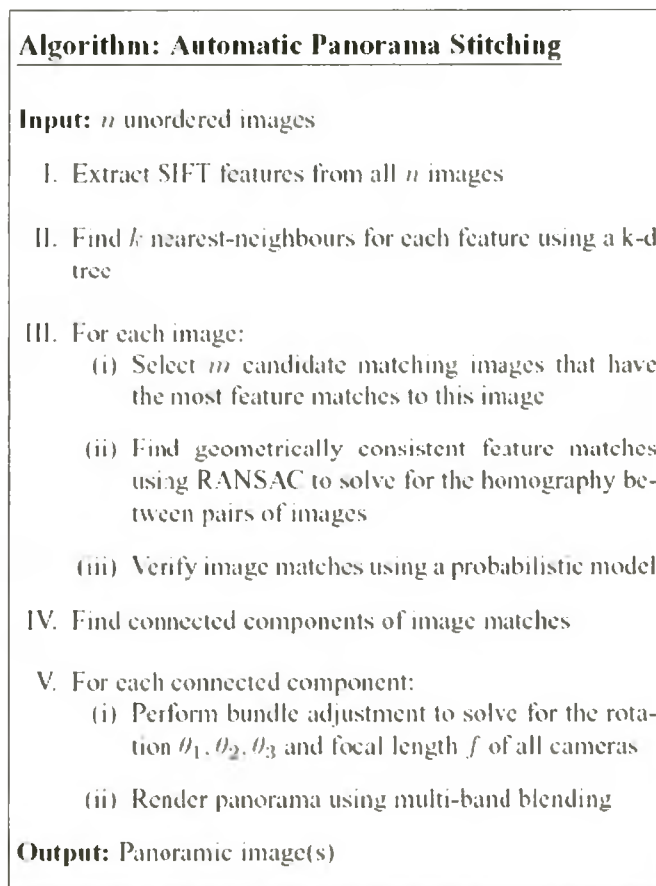 Algorithm: Automatic Panorama Stitching
Input: n unordered images
I. Extract SIFT features from all n images
II. Find k nearest-neighbours for each feature using a k-d
tree
III. For each image:
(i) Select m candidate matching images that have
the most feature matches to this image
(ii) Find geometrically consistent feature matches
using RANSAC to solve for the homography be-
tween pairs of images
(iii) Verify image matches using a probabilistic model
IV. Find connected components of image matches
V. For each connected component:
(i) Perform bundle adjustment to solve for the rota-
tion θ₁, θ₂, θ₃ and focal length f of all cameras
(ii) Render panorama using multi-band blending
Output: Panoramic image(s)